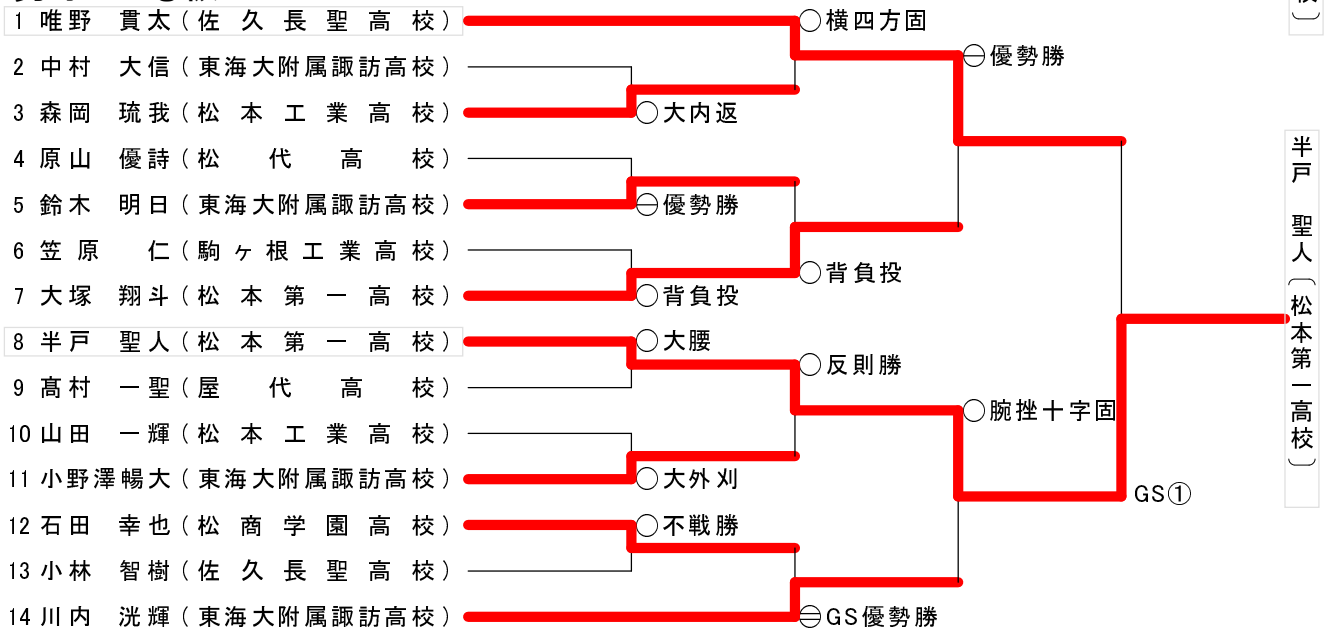 1 唯野 貫太(佐久長聖高校)
○横四方固
⊖優勢勝
2 中村 大信(東海大附属諏訪高校)
3 森岡 琉我(松本工業高校)
○大内返
4 原山 優詩(松代高校)
5 鈴木 明日(東海大附属諏訪高校)
⊖優勢勝
6 笠原 仁(駒ヶ根工業高校)
○背負投
7 大塚 翔斗(松本第一高校)
○背負投
8 半戸 聖人(松本第一高校)
○大腰
○反則勝
9 髙村 一聖(屋代高校)
○腕挫十字固
10 山田 一輝(松本工業高校)
11 小野澤暢大(東海大附属諏訪高校)
○大外刈
GS①
12 石田 幸也(松商学園高校)
○不戦勝
13 小林 智樹(佐久長聖高校)
14 川内 洸輝(東海大附属諏訪高校)
GS優勢勝
半戸 聖人〔松本第一高校〕